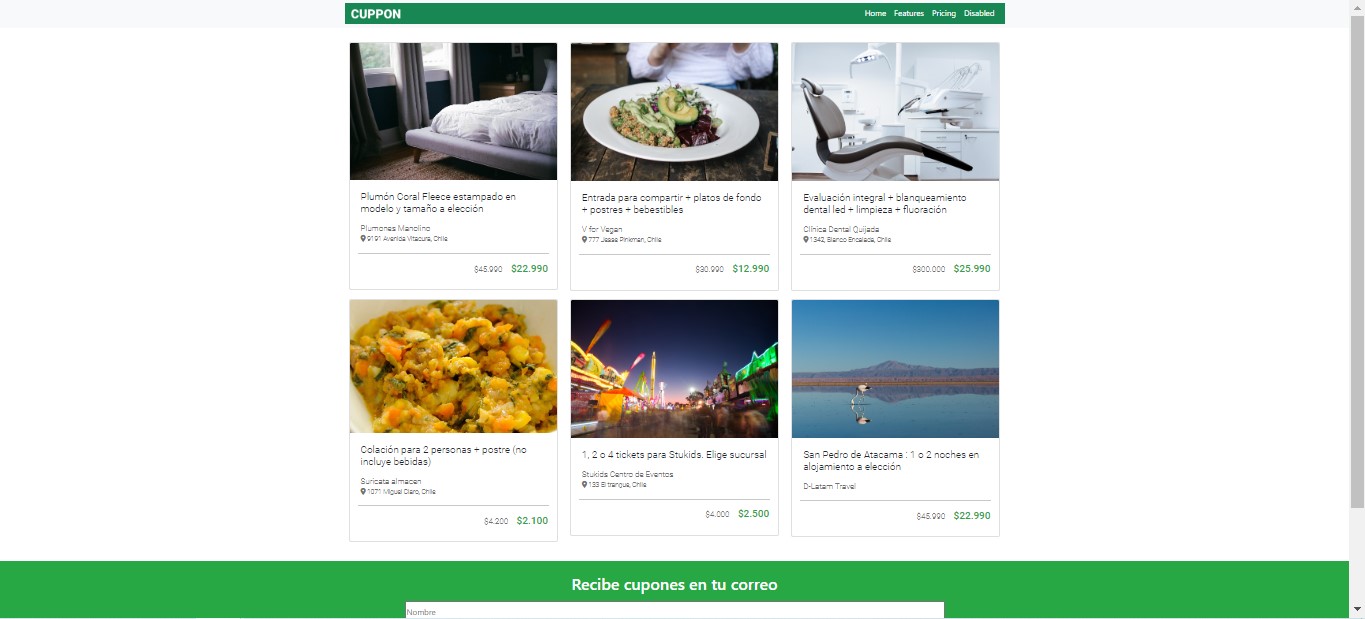 CUPPON
Home Features Pricing Disabled
Plumón Coral Fleece estampado en
modelo y tamaño a elección
Plumones Manolino
9191 Avenida Vitacura, Chile
$45.990 $22.990
Entrada para compartir + platos de fondo
+ postres + bebestibles
V for Vegan
777 Jesse Pinkman, Chile
$30.990 $12.990
Evaluación integral + blanqueamiento
dental led + limpieza + fluoración
Clínica Dental Quijada
1342, Blanco Encalada, Chile
$300.000 $25.990
Colación para 2 personas + postre (no
incluye bebidas)
Suricata almacen
1071 Miguel Claro, Chile
$4.200 $2.100
1, 2 o 4 tickets para Stukids. Elige sucursal
Stukids Centro de Eventos
133 El tranque, Chile
$4.000 $2.500
San Pedro de Atacama : 1 o 2 noches en
alojamiento a elección
D-Latam Travel
$45.990 $22.990
Recibe cupones en tu correo
Nombre